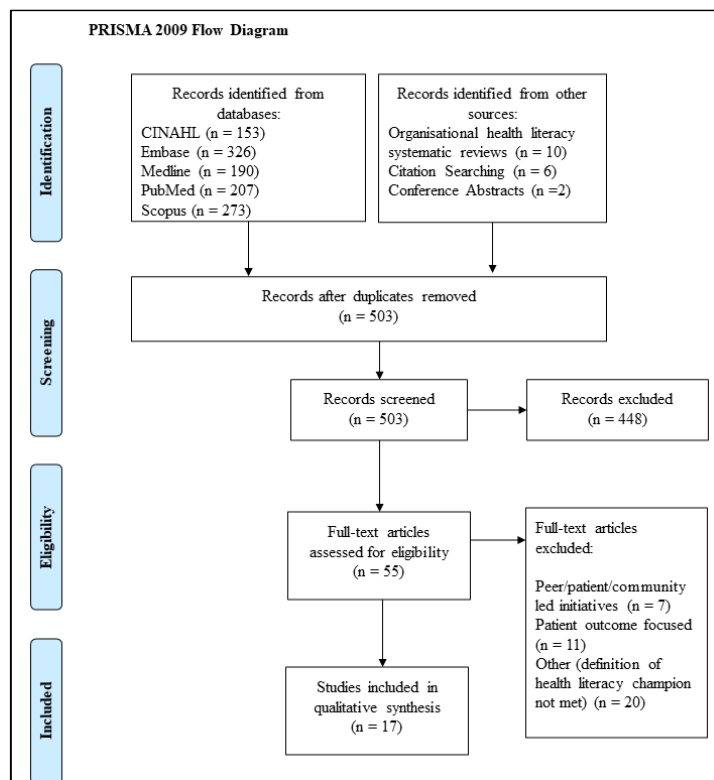 PRISMA 2009 Flow Diagram
Identification
Records identified from
databases:
CINAHL (n = 153)
Embase (n = 326)
Medline (n = 190)
PubMed (n = 207)
Scopus (n = 273)
Records identified from other
sources:
Organisational health literacy
systematic reviews (n = 10)
Citation Searching (n = 6)
Conference Abstracts (n =2)
Screening
Records after duplicates removed
(n = 503)
Records screened
(n = 503)
Records excluded
(n = 448)
Eligibility
Full-text articles
assessed for eligibility
(n = 55)
Full-text articles
excluded:
Peer/patient/community
led initiatives (n = 7)
Patient outcome focused
(n = 11)
Other (definition of
health literacy champion
not met) (n = 20)
Included
Studies included in
qualitative synthesis
(n = 17)